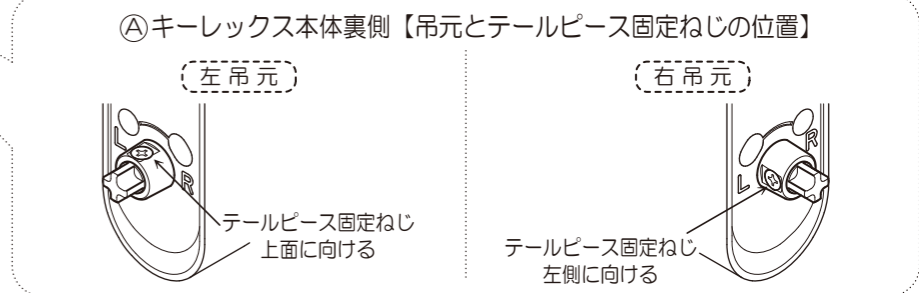 Ⓐキーレックス本体裏側【吊元とテールピース固定ねじの位置】
左吊元
L
R
テールピース固定ねじ
上面に向ける
右吊元
R
L
テールピース固定ねじ
左側に向ける